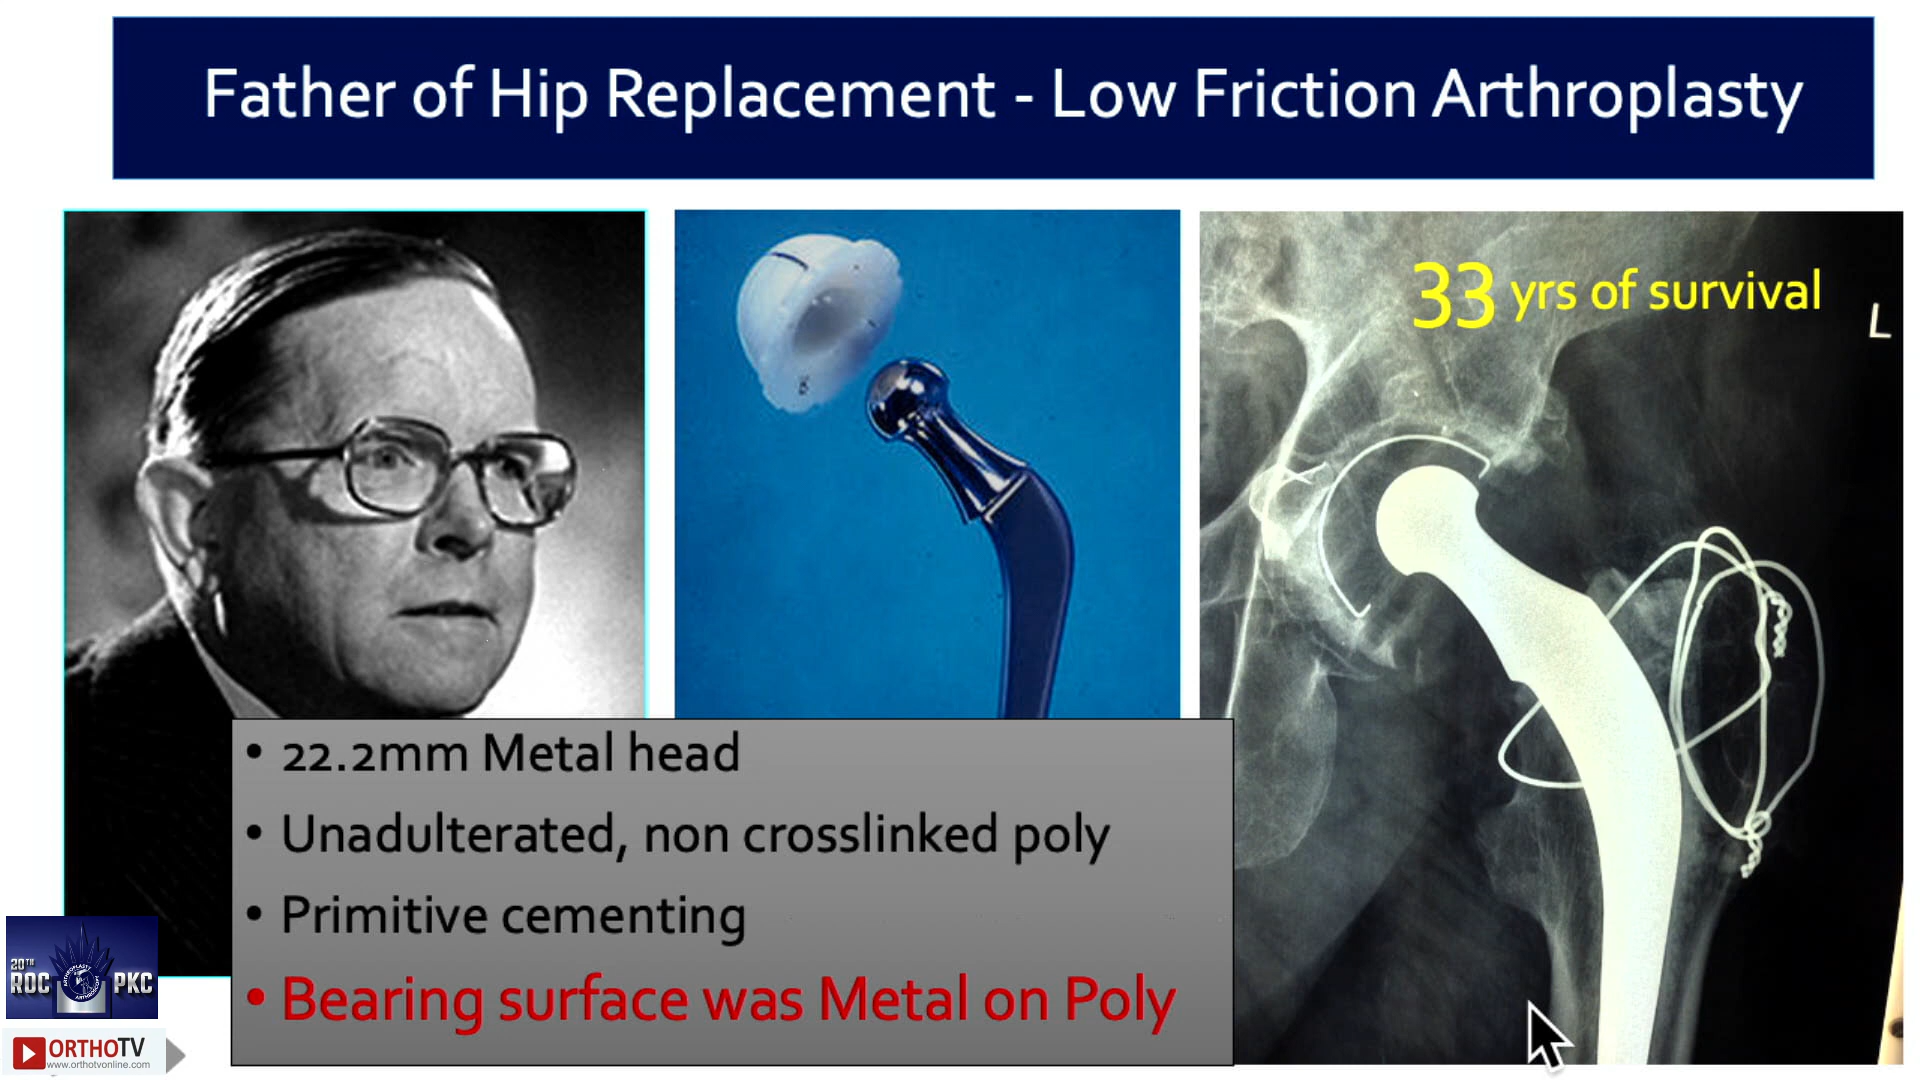 Father of Hip Replacement - Low Friction Arthroplasty
33 yrs of survival
L
• 22.2mm Metal head
• Unadulterated, non crosslinked poly
• Primitive cementing
• Bearing surface was Metal on Poly
20TH
ROC PKC
ARTHROPLASTY
ORTHOTV
www.orthotvonline.com